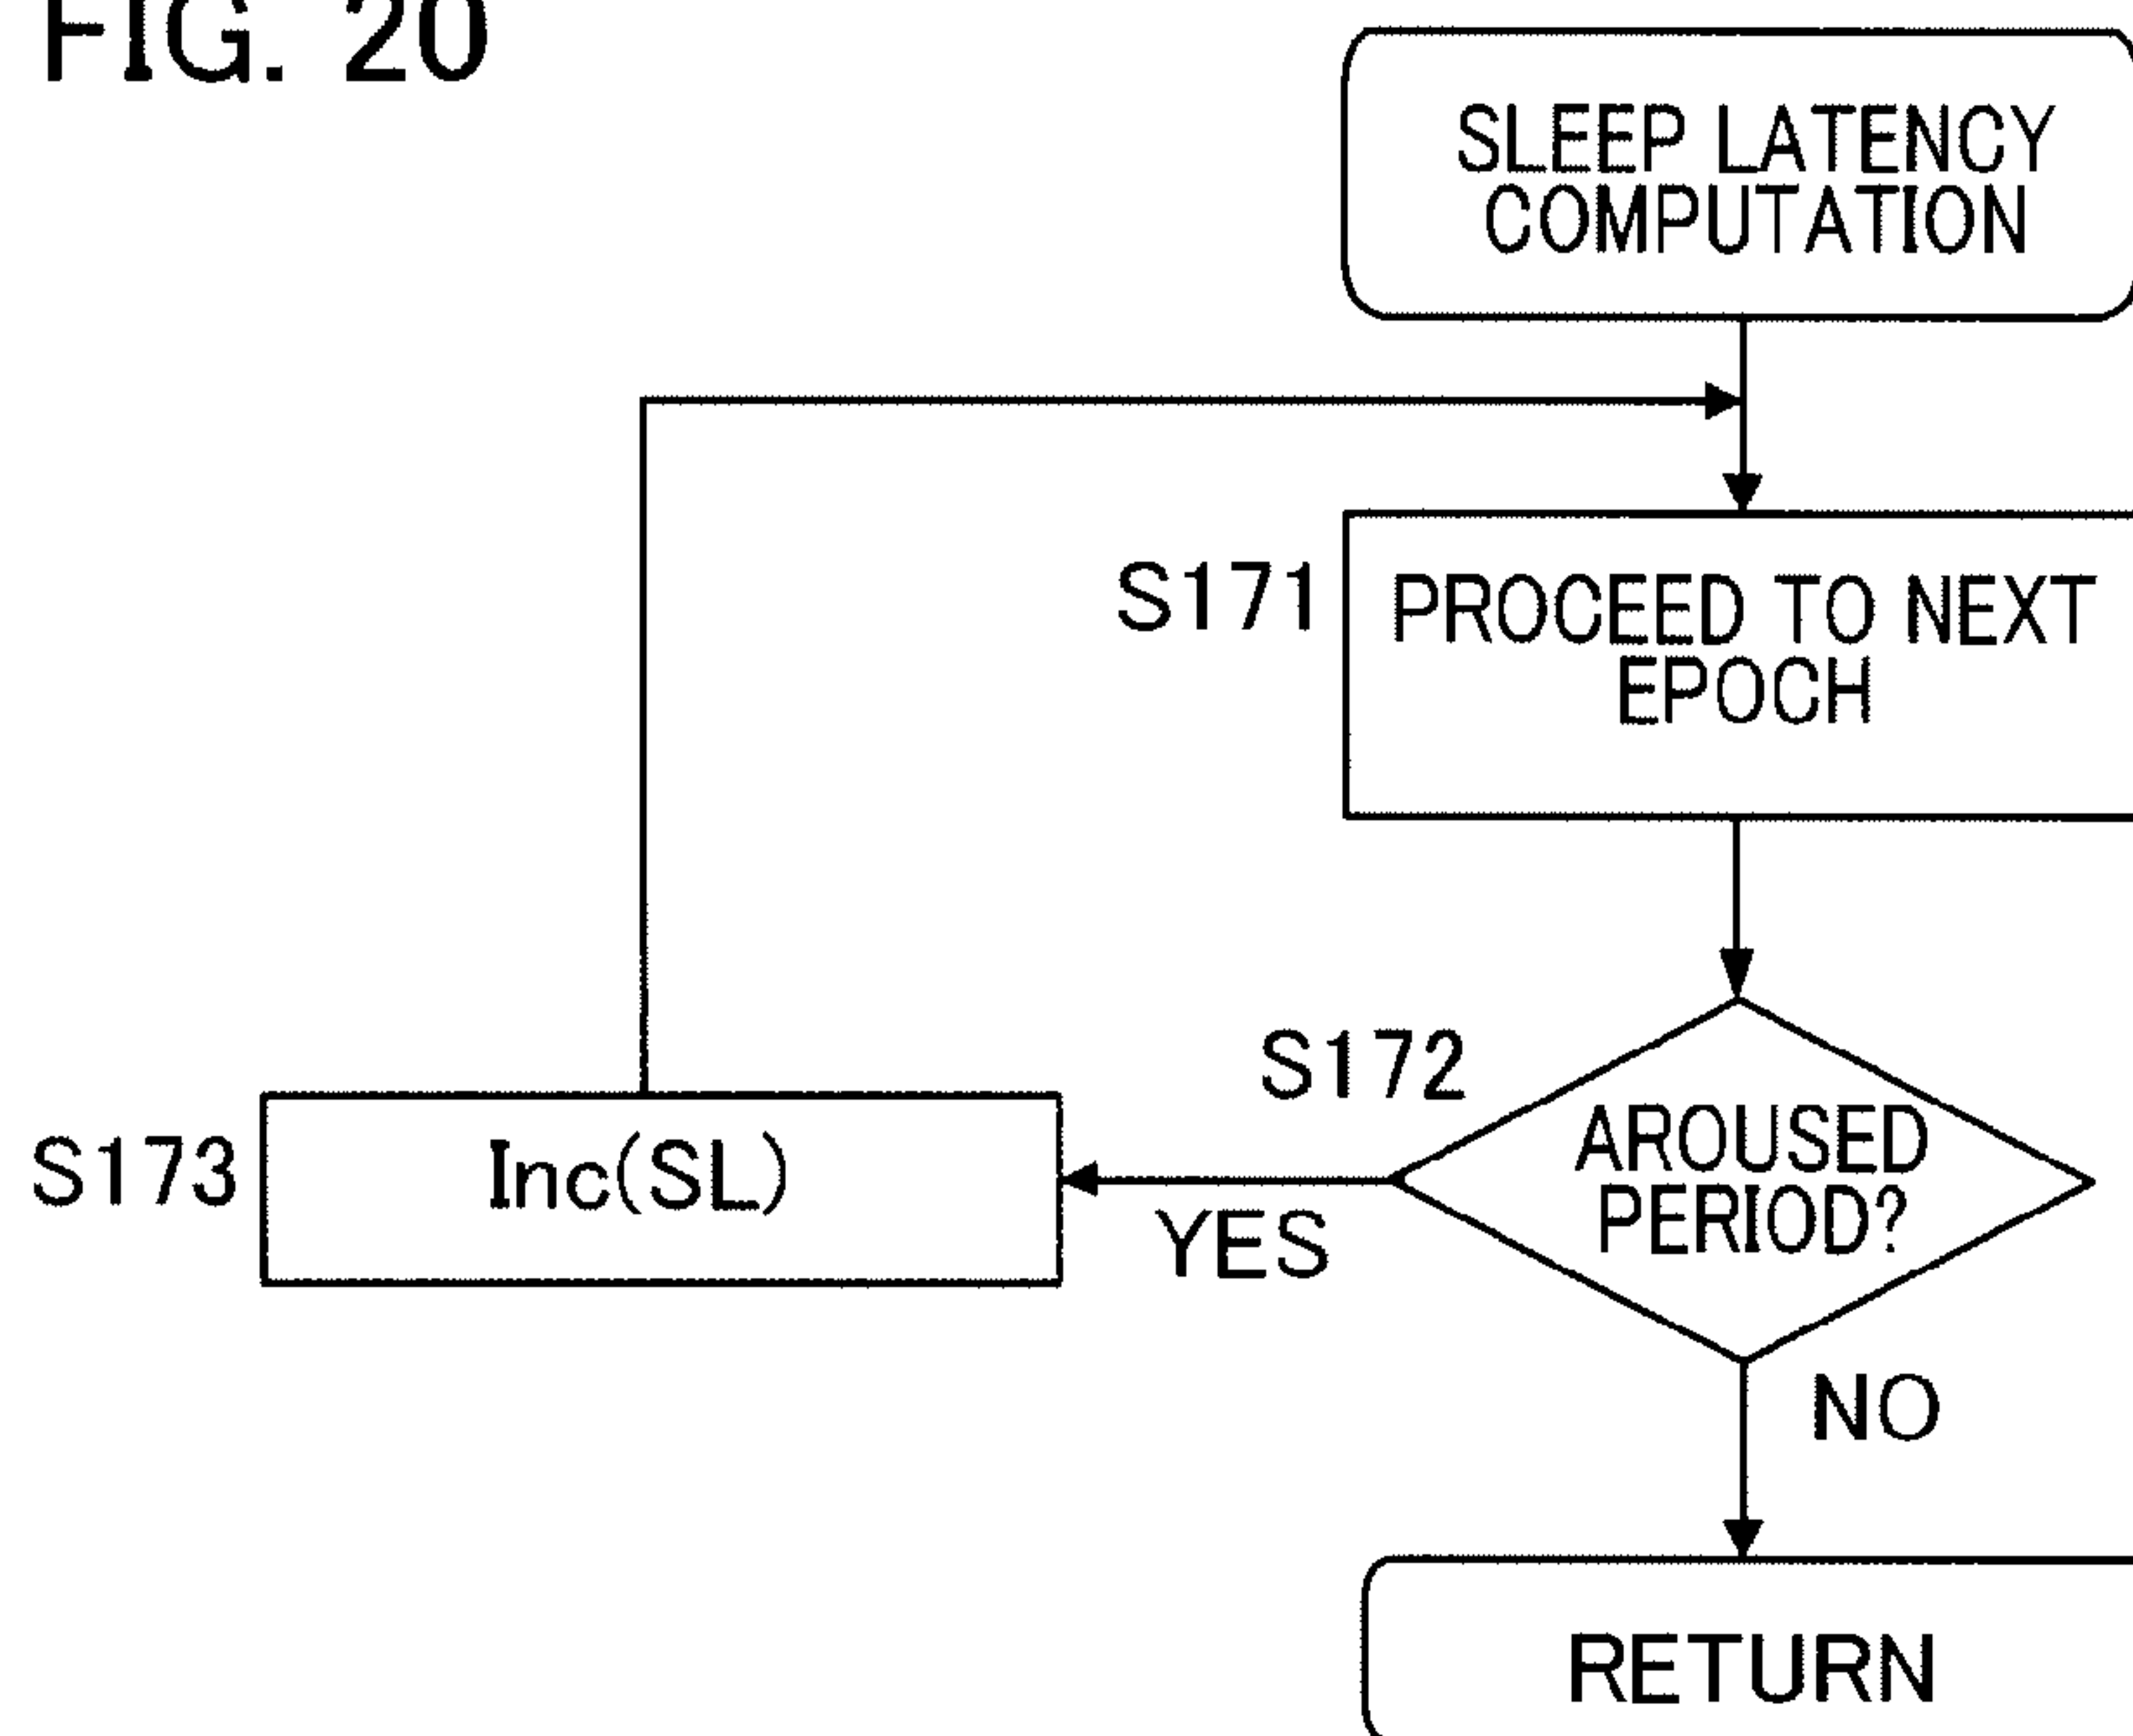 FIG. 20
SLEEP LATENCY
COMPUTATION
S171
PROCEED TO NEXT
EPOCH
S172
AROUSED
PERIOD?
YES
S173
Inc(SL)
NO
RETURN